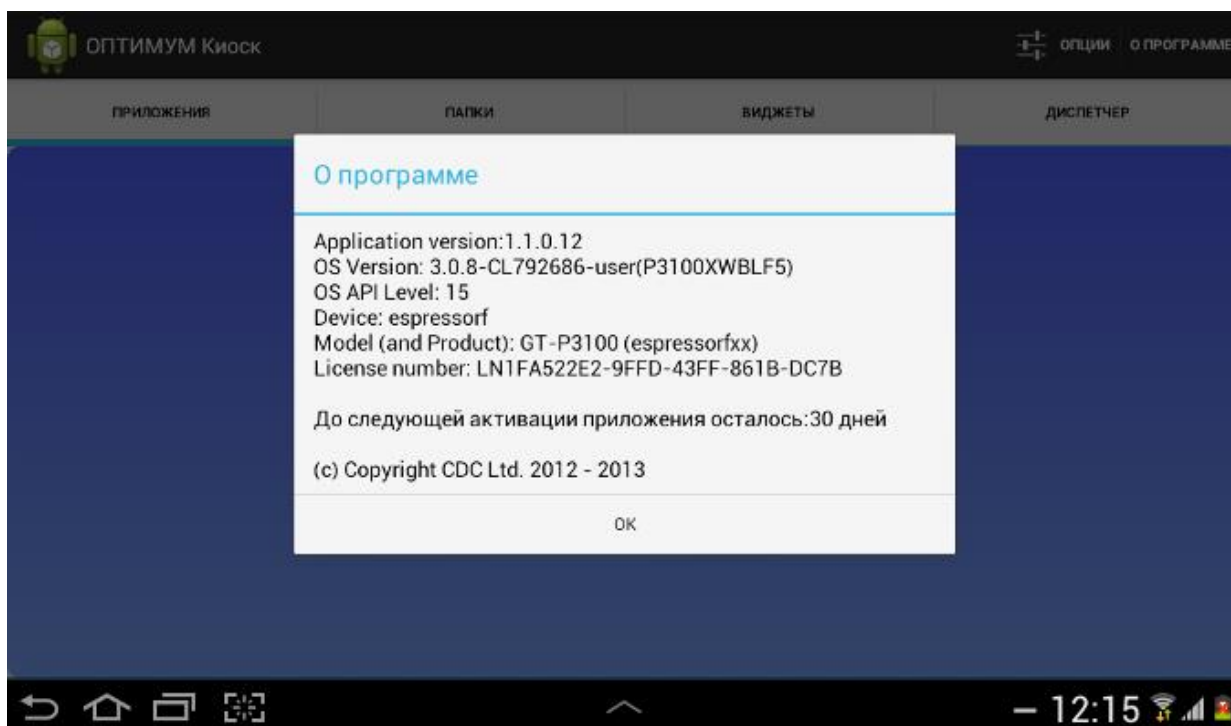 ОПТИМУМ Киоск
ОПЦИИ О ПРОГРАММЕ
ПРИЛОЖЕНИЯ ПАПКИ ВИДЖЕТЫ ДИСПЕТЧЕР
О программе
Application version:1.1.0.12
OS Version: 3.0.8-CL792686-user(P3100XWBLF5)
OS API Level: 15
Device: espressorf
Model (and Product): GT-P3100 (espressorfxx)
License number: LN1FA522E2-9FFD-43FF-861B-DC7B
До следующей активации приложения осталось:30 дней
(c) Copyright CDC Ltd. 2012 - 2013
OK
12:15